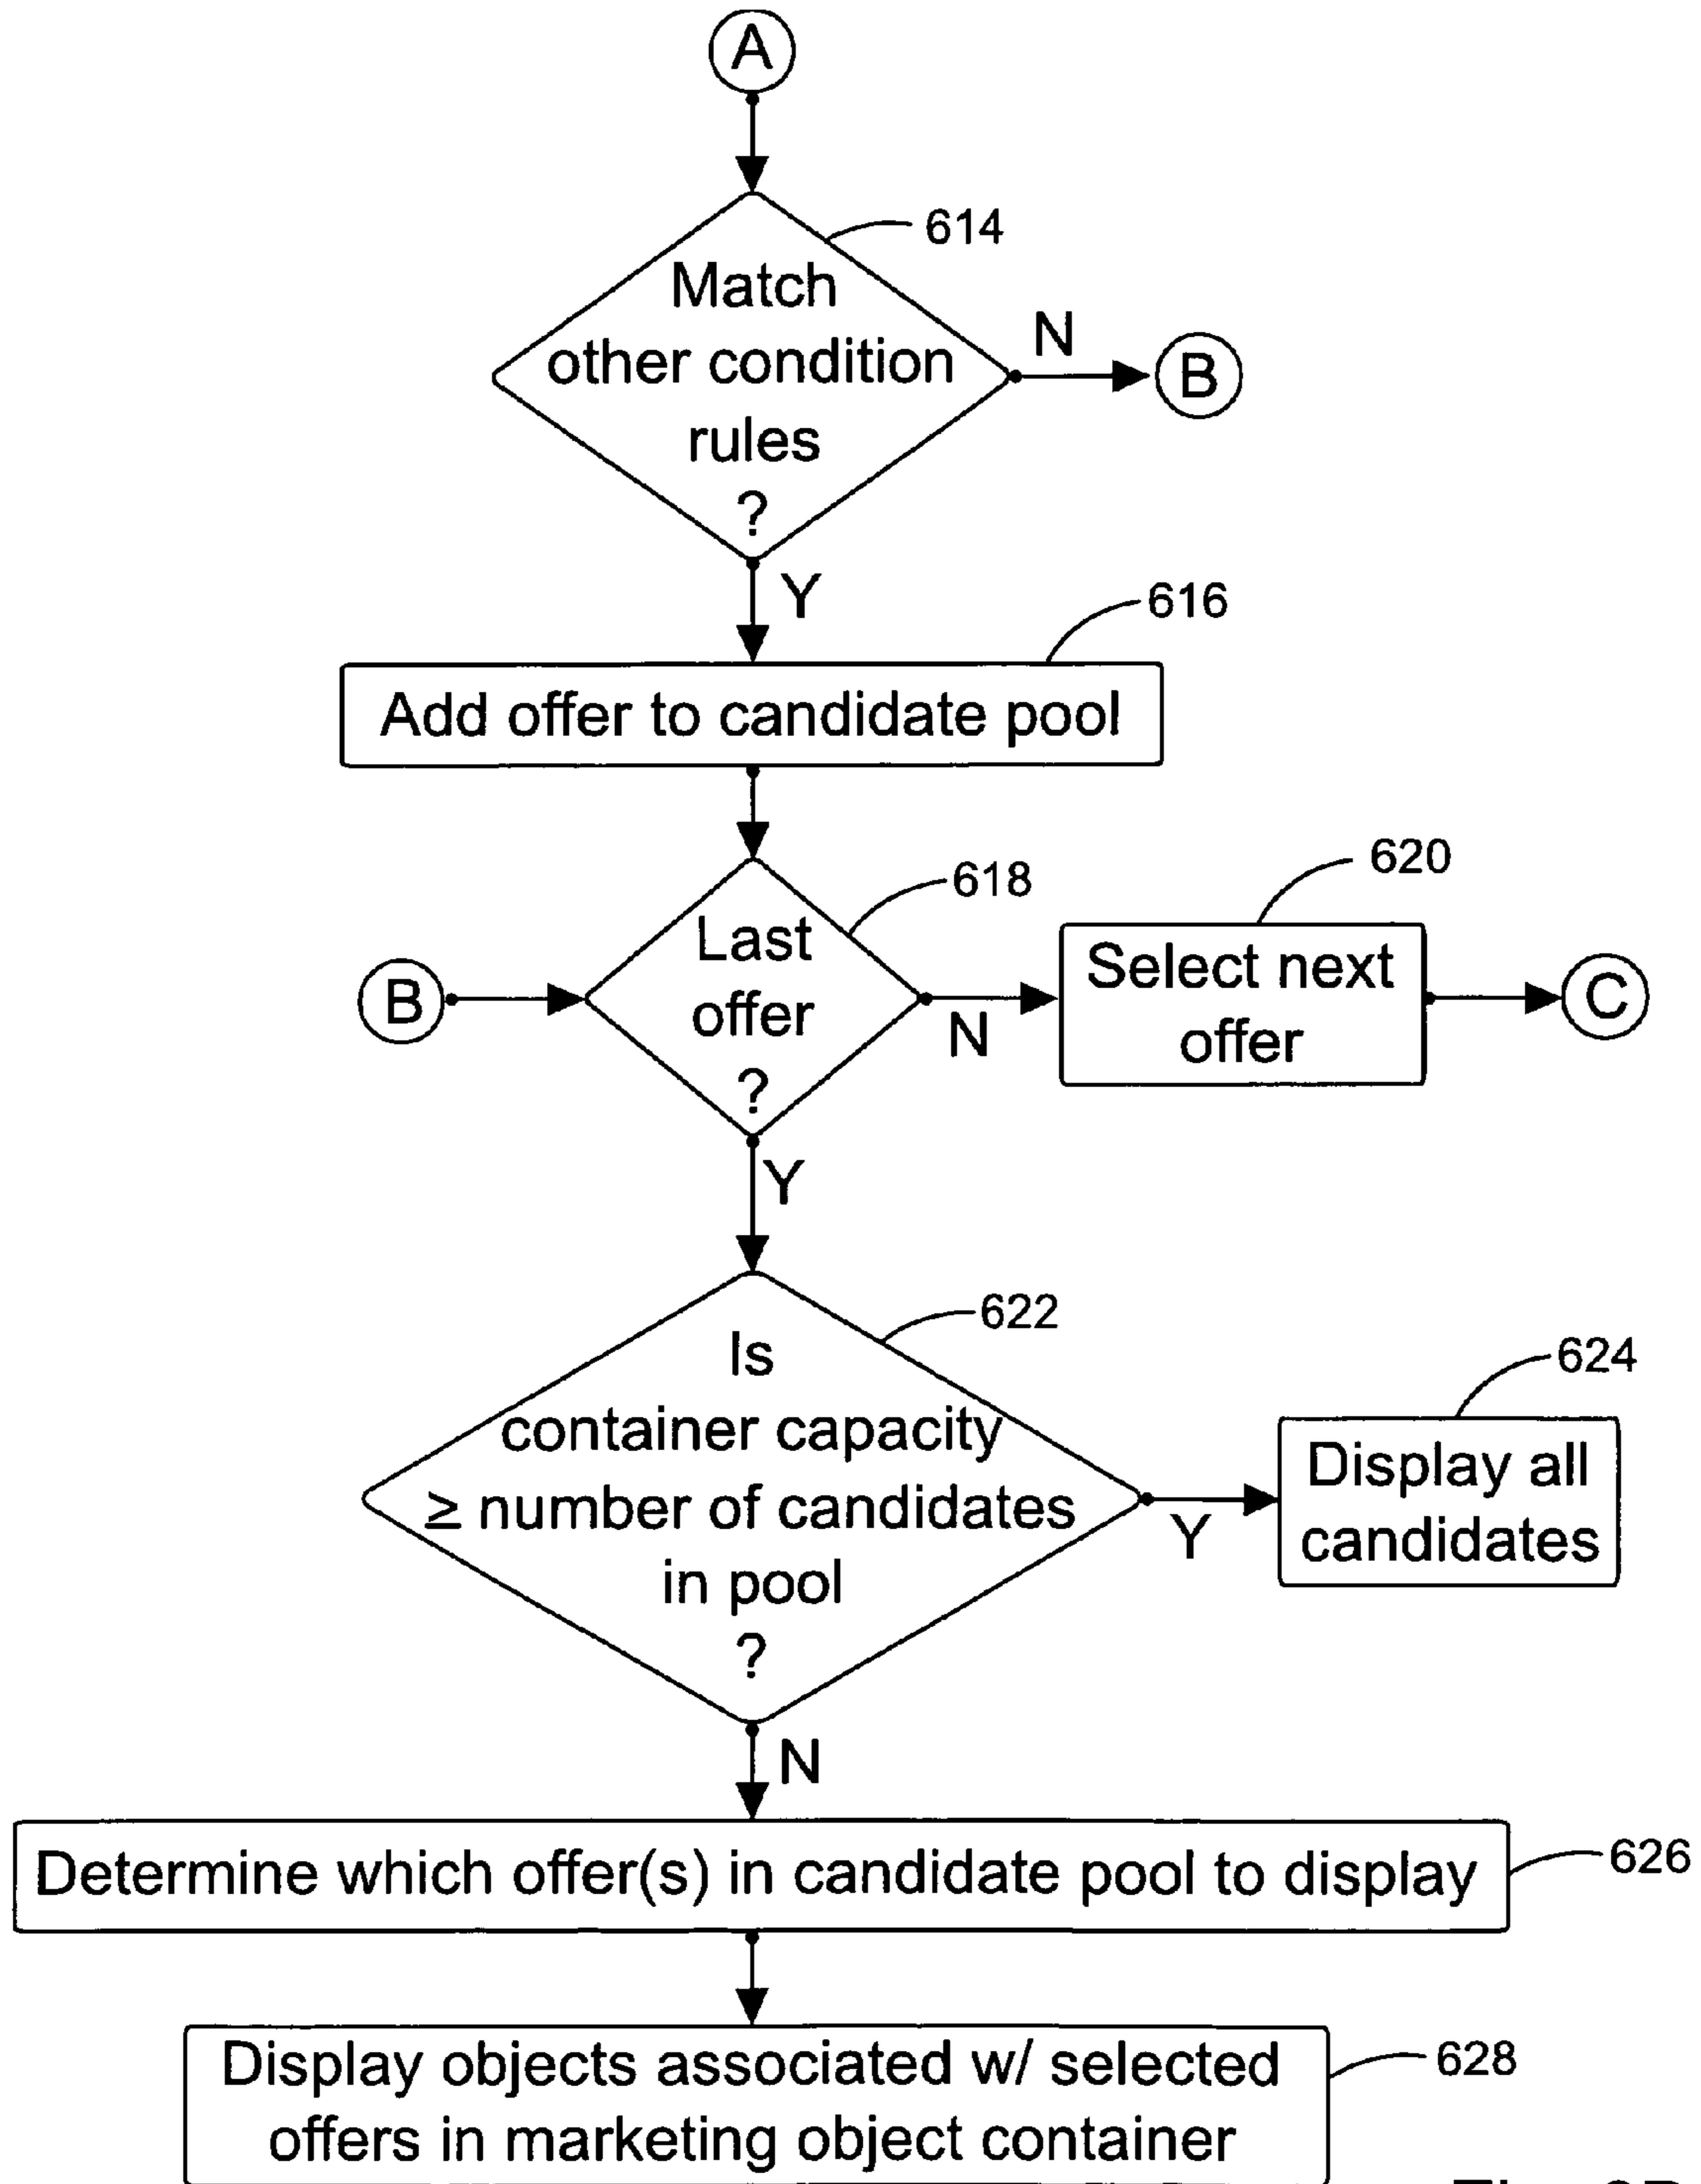 A
614
Match
other condition
rules
?
N
B
Y
616
Add offer to candidate pool
618
620
Last
offer
?
B
N
Select next
offer
C
Y
622
624
Is
container capacity
≥ number of candidates
in pool
?
Y
Display all
candidates
N
Determine which offer(s) in candidate pool to display
626
Display objects associated w/ selected
offers in marketing object container
628